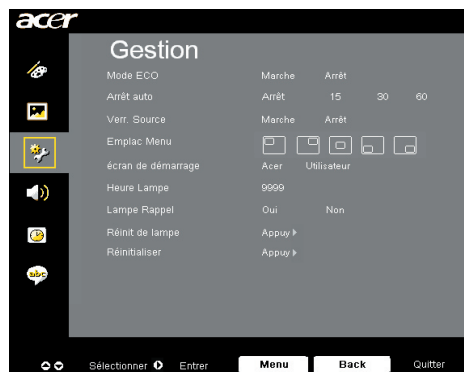 acer
Gestion
Mode ECO Marche Arrêt
Arrêt auto Arrêt 15 30 60
Verr. Source Marche Arrêt
Emplac Menu
écran de démarrage Acer Utilisateur
Heure Lampe 9999
Lampe Rappel Oui Non
Réinit de lampe Appuy
Réinitialiser Appuy
abc
Sélectionner Entrer Menu Back Quitter